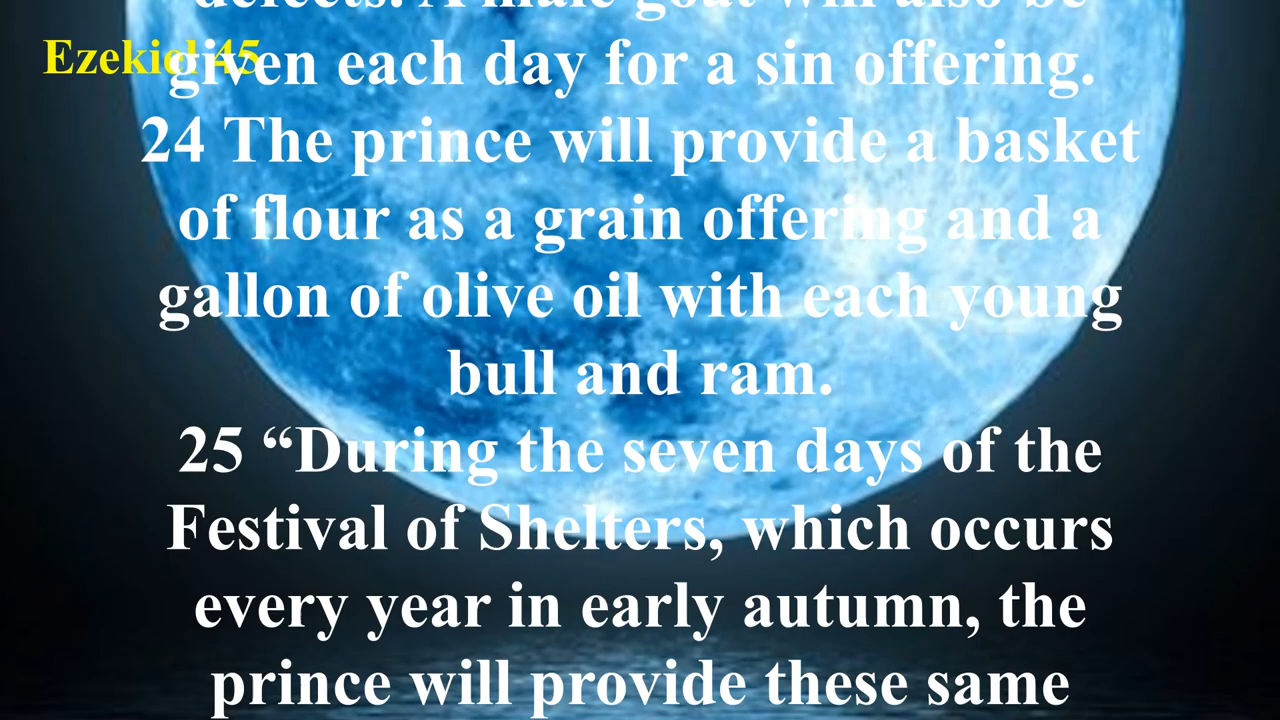 defects. A male goat will also be
Ezekiel 45
given each day for a sin offering.
24 The prince will provide a basket
of flour as a grain offering and a
gallon of olive oil with each young
bull and ram.
25 “During the seven days of the
Festival of Shelters, which occurs
every year in early autumn, the
prince will provide these same